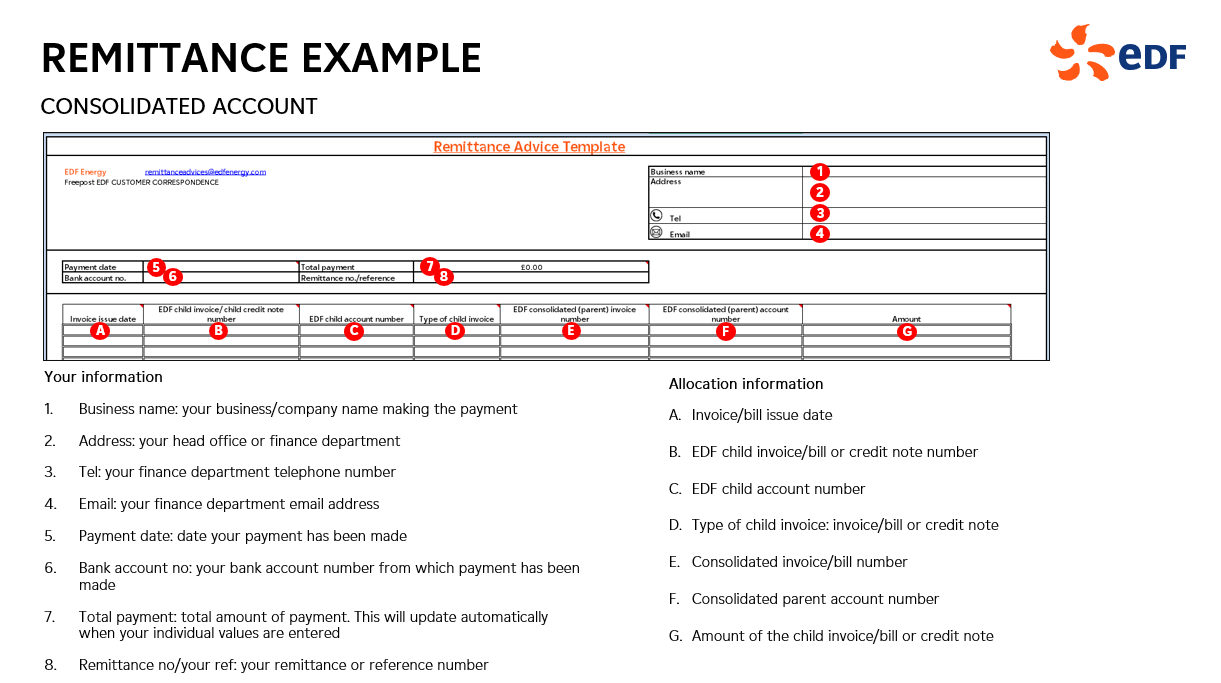 REMITTANCE EXAMPLE
eDF
CONSOLIDATED ACCOUNT
Remittance Advice Template
EDF Energy remittanceadvices@edfenergy.com
Freepost EDF CUSTOMER CORRESPONDENCE
Business name 1
Address 2
Tel 3
Email 4
Payment date 5 Total payment 7 £0.00
Bank account no. 6 Remittance no./reference 8
Invoice issue date EDF child invoice/ child credit note number EDF child account number Type of child invoice EDF consolidated (parent) invoice number EDF consolidated (parent) account number Amount
A B C D E F G
Your information
1. Business name: your business/company name making the payment
2. Address: your head office or finance department
3. Tel: your finance department telephone number
4. Email: your finance department email address
5. Payment date: date your payment has been made
6. Bank account no: your bank account number from which payment has been
made
7. Total payment: total amount of payment. This will update automatically
when your individual values are entered
8. Remittance no/your ref: your remittance or reference number
Allocation information
A. Invoice/bill issue date
B. EDF child invoice/bill or credit note number
C. EDF child account number
D. Type of child invoice: invoice/bill or credit note
E. Consolidated invoice/bill number
F. Consolidated parent account number
G. Amount of the child invoice/bill or credit note